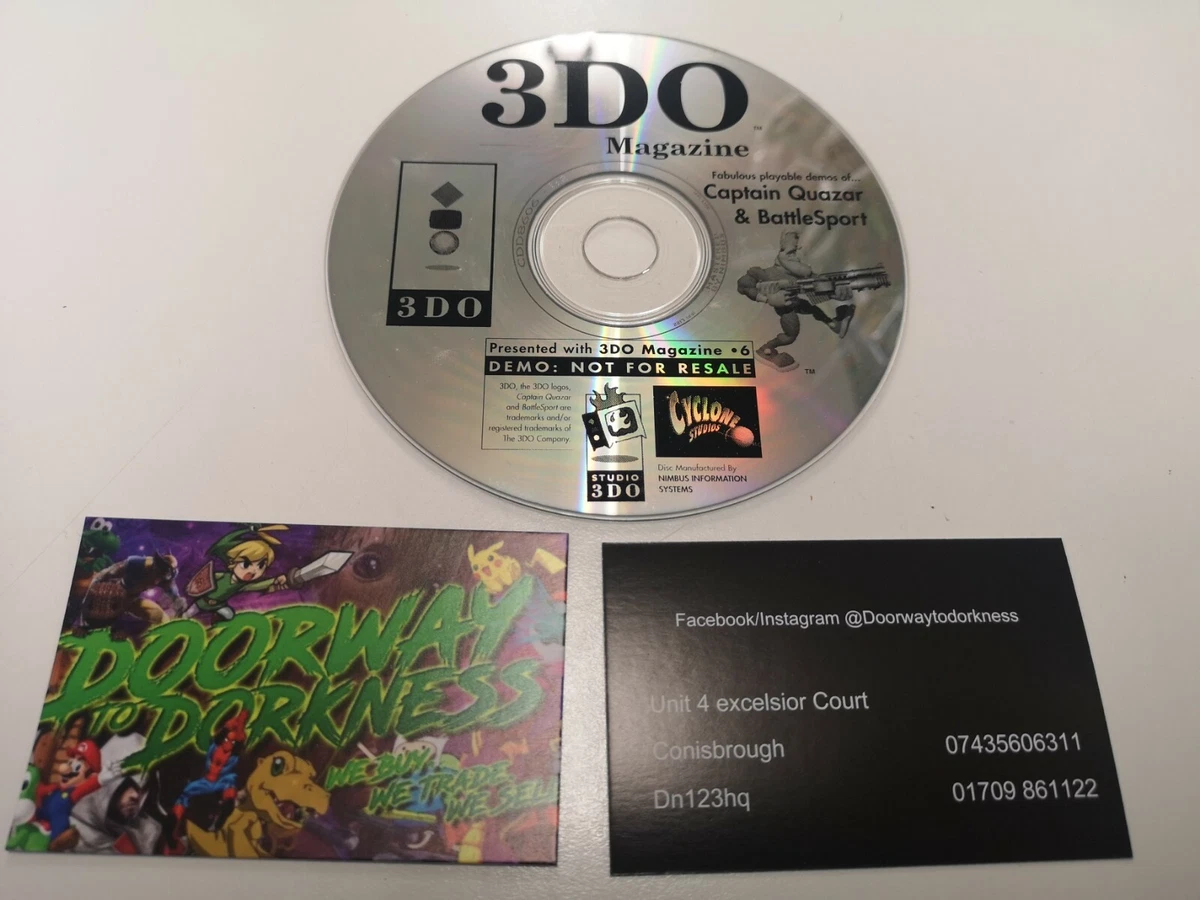 3DO
™
Magazine
Fabulous playable demos of...
Captain Quazar
& BattleSport
3DO
™
Presented with 3DO Magazine •6
DEMO: NOT FOR RESALE
3DO, the 3DO logos,
Captain Quazar
and BattleSport are
trademarks and/or
registered trademarks of
The 3DO Company.
STUDIO
3DO
CYCLONE
STUDIOS
Disc Manufactured By
NIMBUS INFORMATION
SYSTEMS
DOORWAY
TO DORKNESS
WE BUY
WE TRADE
WE SELL
Facebook/Instagram @Doorwaytodorkness
Unit 4 excelsior Court
Conisbrough
07435606311
Dn123hq
01709 861122